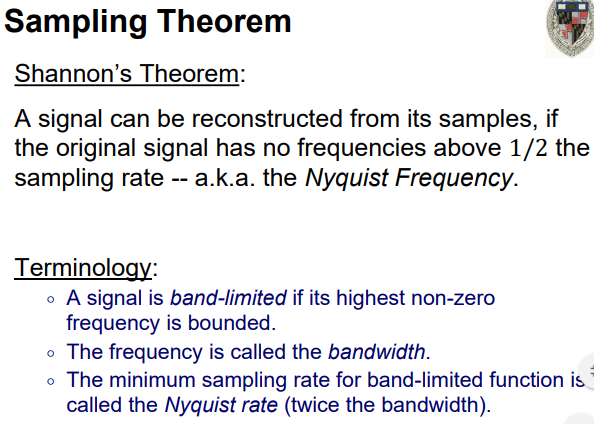 Sampling Theorem
Shannon's Theorem:
A signal can be reconstructed from its samples, if
the original signal has no frequencies above 1/2 the
sampling rate -- a.k.a. the Nyquist Frequency.
Terminology:
○ A signal is band-limited if its highest non-zero
frequency is bounded.
○ The frequency is called the bandwidth.
○ The minimum sampling rate for band-limited function is
called the Nyquist rate (twice the bandwidth).